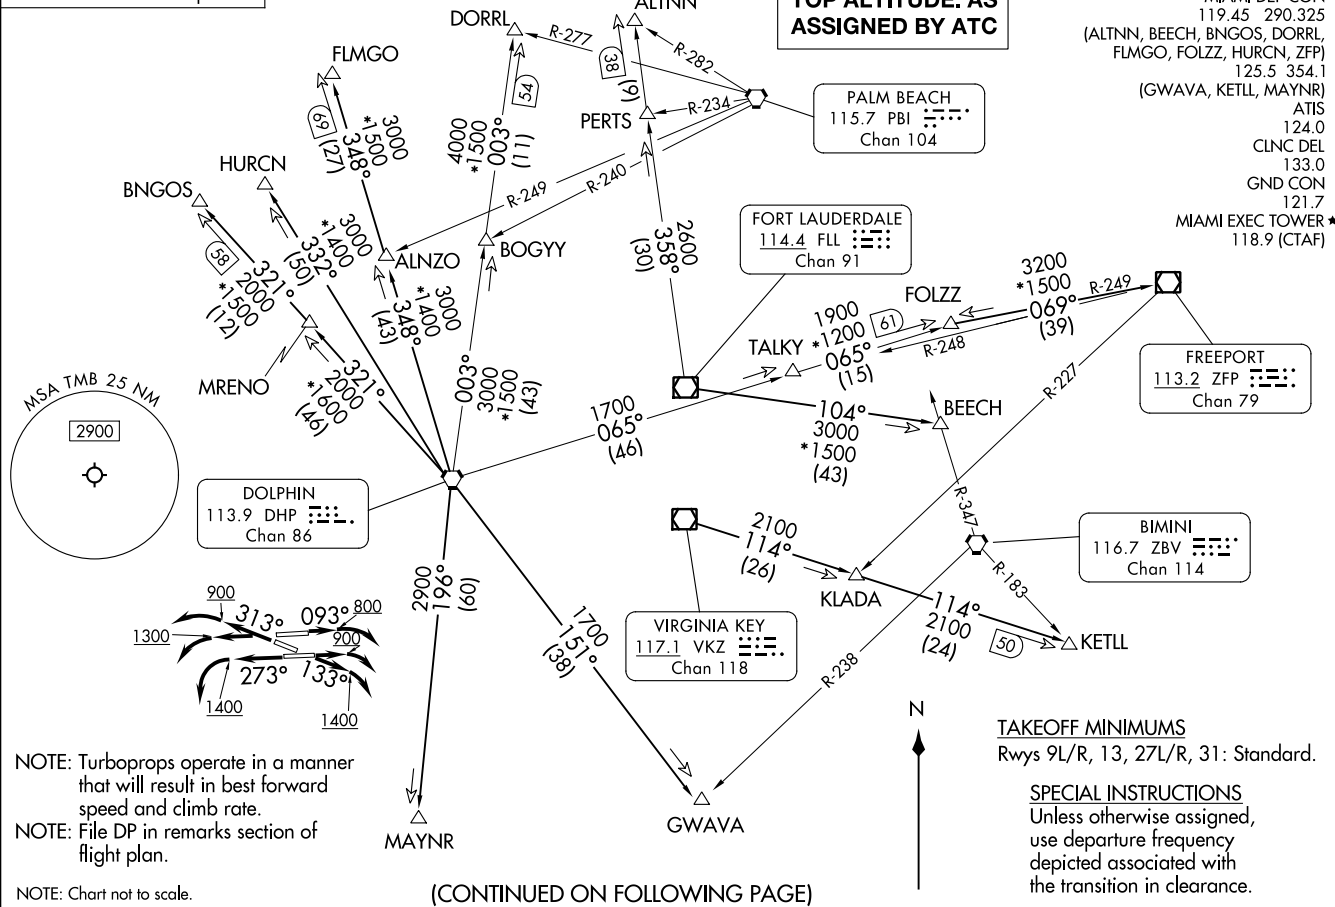 TOP ALTITUDE: AS
ASSIGNED BY ATC
MIAMI DEP CON
119.45 290.325
(ALTNN, BEECH, BNGOS, DORRL,
FLMGO, FOLZZ, HURCN, ZFP)
125.5 354.1
(GWAVA, KETLL, MAYNR)
ATIS
124.0
CLNC DEL
133.0
GND CON
121.7
MIAMI EXEC TOWER ★
118.9 (CTAF)
DORRL
ALTNN
FLMGO
HURCN
BNGOS
PERTS
R-277
R-282
R-234
38
(9)
54
4000
*1500
003°
(11)
69
(27)
348°
3000
*1500
PALM BEACH
115.7 PBI
Chan 104
R-249
R-240
ALNZO
BOGYY
3000
*1400
332°
(50)
58
321°
2000
*1500
(12)
MRENO
3000
*1400
348°
(43)
321°
2000
*1600
(46)
003°
3000
*1500
(43)
2600
358°
(30)
FORT LAUDERDALE
114.4 FLL
Chan 91
TALKY
FOLZZ
1900
*1200
065°
(15)
61
3200
*1500
069°
(39)
R-249
R-248
R-227
FREEPORT
113.2 ZFP
Chan 79
1700
065°
(46)
104°
3000
*1500
(43)
BEECH
R-347
MSA TMB 25 NM
2900
DOLPHIN
113.9 DHP
Chan 86
2100
114°
(26)
KLADA
BIMINI
116.7 ZBV
Chan 114
R-183
114°
2100
(24)
50
KETLL
VIRGINIA KEY
117.1 VKZ
Chan 118
R-238
2900
196°
(60)
1700
151°
(38)
900
313°
093°
800
1300
900
273°
133°
1400
1400
MAYNR
GWAVA
N
NOTE: Turboprops operate in a manner
that will result in best forward
speed and climb rate.
NOTE: File DP in remarks section of
flight plan.
NOTE: Chart not to scale.
(CONTINUED ON FOLLOWING PAGE)
TAKEOFF MINIMUMS
Rwys 9L/R, 13, 27L/R, 31: Standard.
SPECIAL INSTRUCTIONS
Unless otherwise assigned,
use departure frequency
depicted associated with
the transition in clearance.